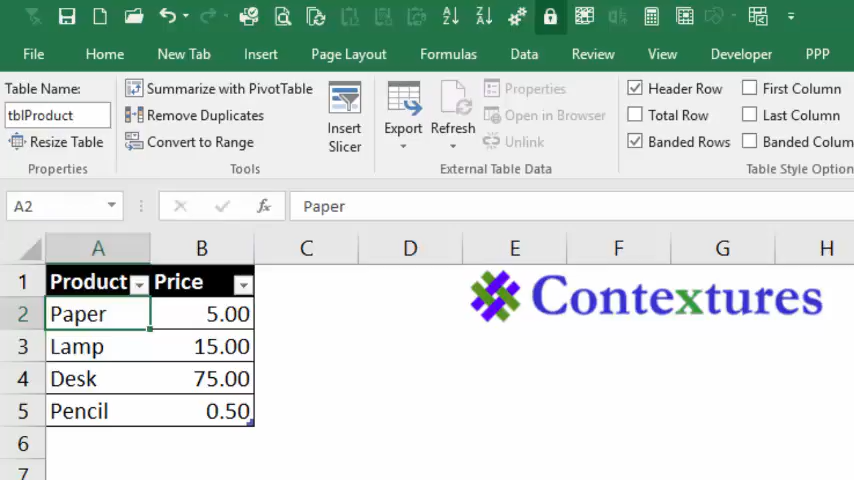 File Home New Tab Insert Page Layout Formulas Data Review View Developer PPP
Table Name:
tblProduct
Resize Table
Properties
Summarize with PivotTable
Remove Duplicates
Convert to Range
Tools
Insert
Slicer
Export
Refresh
Properties
Open in Browser
Unlink
External Table Data
Header Row
Total Row
Banded Rows
First Column
Last Column
Banded Colum
Table Style Option
A2 fx Paper
A B C D E F G H
1 Product Price
2 Paper 5.00
3 Lamp 15.00
4 Desk 75.00
5 Pencil 0.50
6
7
Contextures